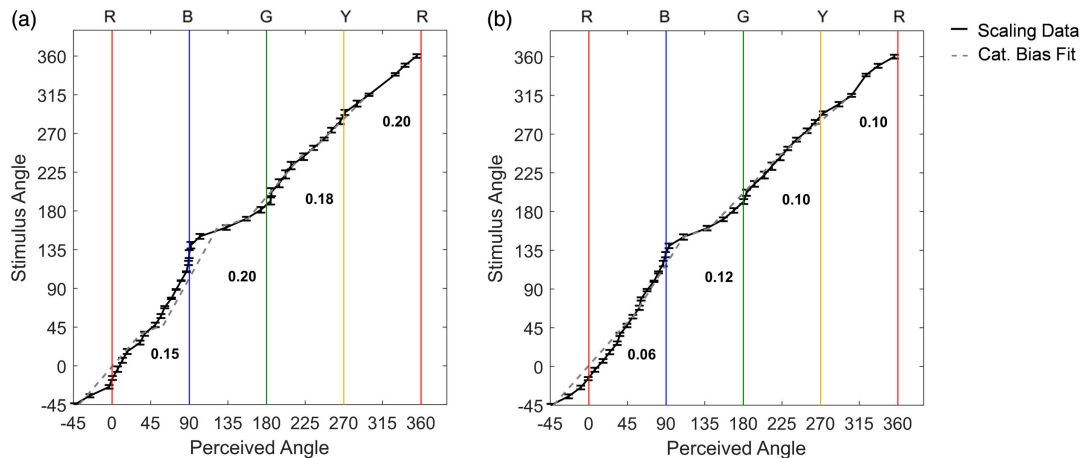 (a)
R B G Y R
360
315
270
225
180
135
90
45
0
-45
Stimulus Angle
0.20
0.18
0.20
0.15
-45 0 45 90 135 180 225 270 315 360
Perceived Angle
(b)
R B G Y R
360
315
270
225
180
135
90
45
0
-45
Stimulus Angle
0.10
0.10
0.12
0.06
-45 0 45 90 135 180 225 270 315 360
Perceived Angle
Scaling Data
Cat. Bias Fit